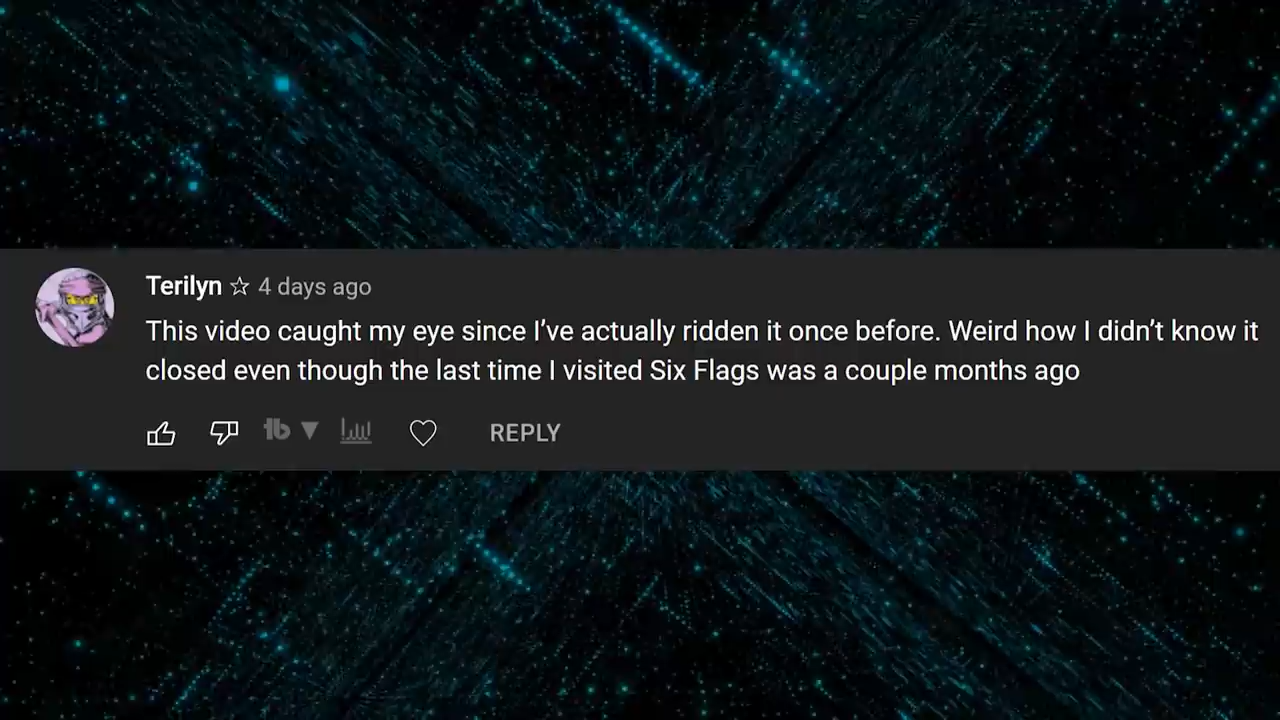 Terilyn ☆ 4 days ago
This video caught my eye since I’ve actually ridden it once before. Weird how I didn’t know it
closed even though the last time I visited Six Flags was a couple months ago
tb
REPLY